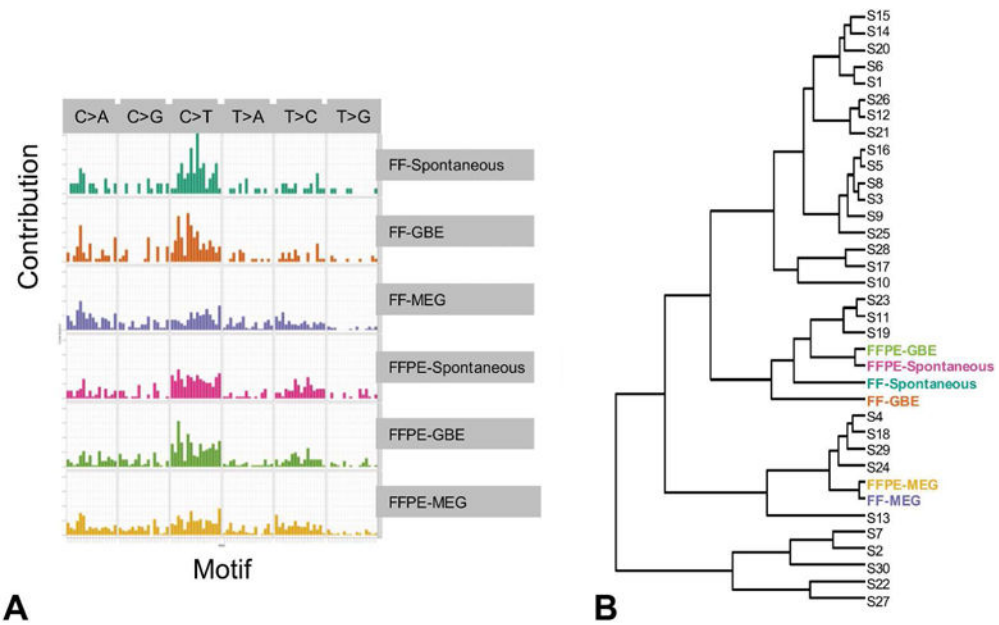 C>A C>G C>T T>A T>C T>G
Contribution
FF-Spontaneous
FF-GBE
FF-MEG
FFPE-Spontaneous
FFPE-GBE
FFPE-MEG
Motif
A
S15
S14
S20
S6
S1
S26
S12
S21
S16
S5
S8
S3
S9
S25
S28
S17
S10
S23
S11
S19
FFPE-GBE
FFPE-Spontaneous
FF-Spontaneous
FF-GBE
S4
S18
S29
S24
FFPE-MEG
FF-MEG
S13
S7
S2
S30
S22
S27
B